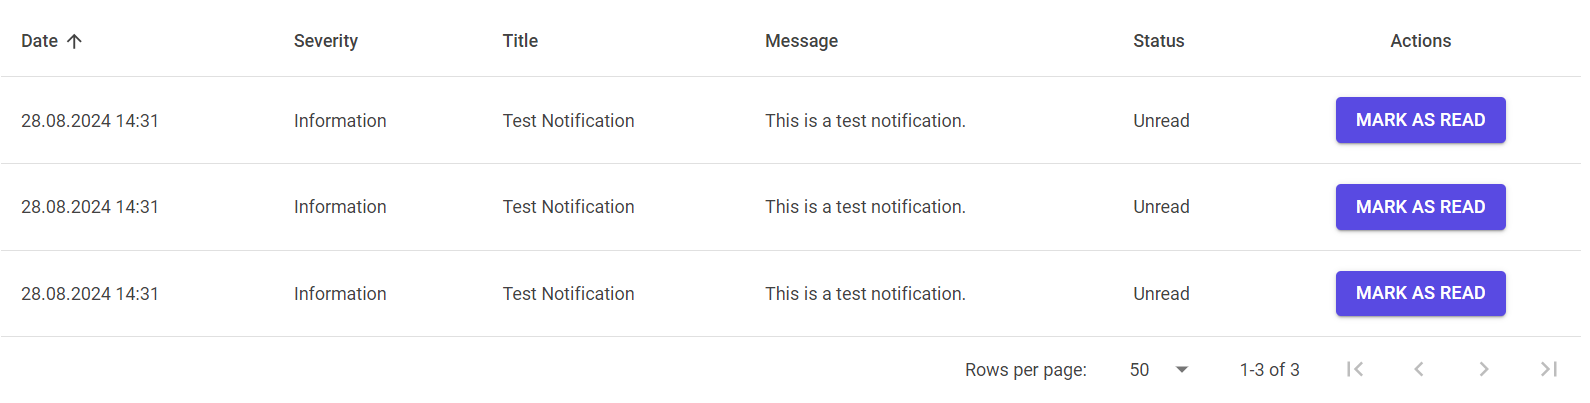 Date Severity Title Message Status Actions
28.08.2024 14:31 Information Test Notification This is a test notification. Unread MARK AS READ
28.08.2024 14:31 Information Test Notification This is a test notification. Unread MARK AS READ
28.08.2024 14:31 Information Test Notification This is a test notification. Unread MARK AS READ
Rows per page: 50 1-3 of 3